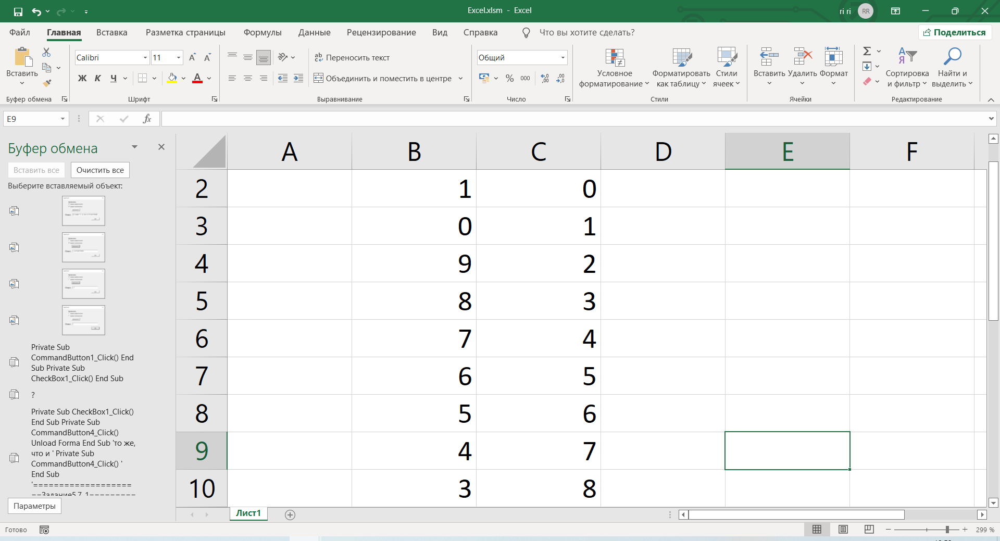 Excel.xlsm - Excel
ri ri
RR
Файл Главная Вставка Разметка страницы Формулы Данные Рецензирование Вид Справка Что вы хотите сделать? Поделиться
Вставить
Буфер обмена
Calibri 11
Ж К Ч
Шрифт
Переносить текст
Объединить и поместить в центре
Выравнивание
Общий
% 000
Число
Условное форматирование
Форматировать как таблицу
Стили ячеек
Стили
Вставить Удалить Формат
Ячейки
Сортировка и фильтр
Найти и выделить
Редактирование
E9
fx
Буфер обмена
Вставить все Очистить все
Выберите вставляемый объект:
Private Sub
CommandButton1_Click() End
Sub Private Sub
CheckBox1_Click() End Sub
?
Private Sub CheckBox1_Click()
End Sub Private Sub
CommandButton4_Click()
Unload Forma End Sub 'то же,
что и ' Private Sub
CommandButton4_Click() '
End Sub
'===================
==Задание5.7_1=========
Параметры
A B C D E F
2 1 0
3 0 1
4 9 2
5 8 3
6 7 4
7 6 5
8 5 6
9 4 7
10 3 8
Лист1
Готово
299 %